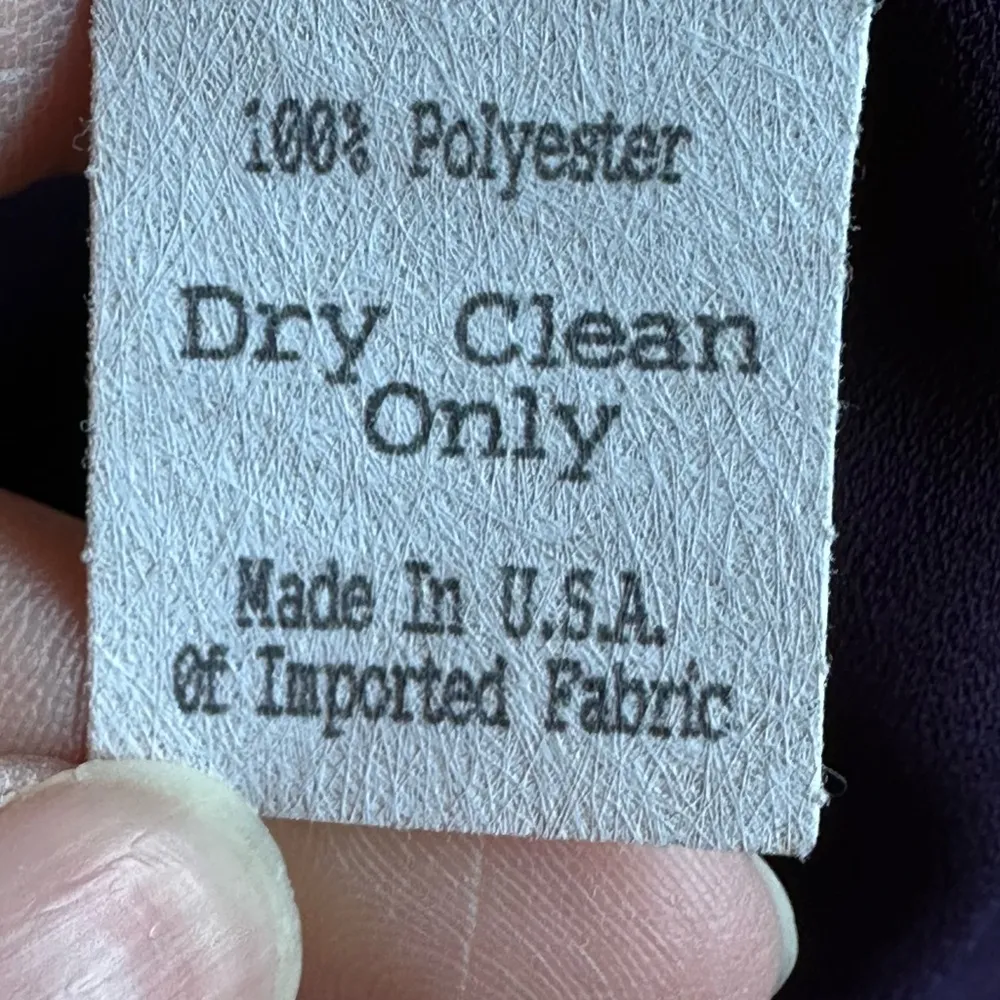 100% Polyester
Dry Clean
Only
Made In U.S.A.
Of Imported Fabric